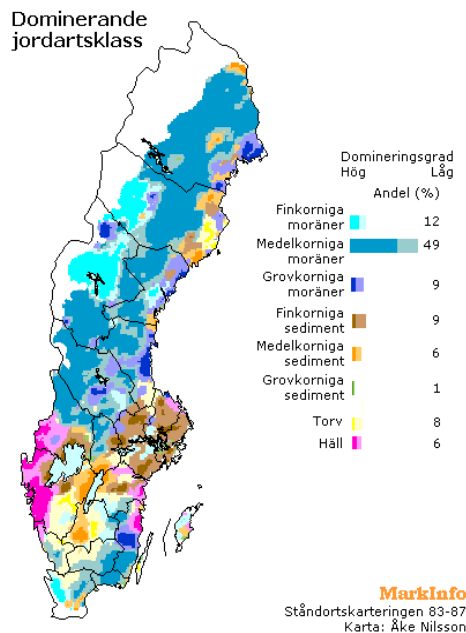 Dominerande
jordartsklass
Domineringsgrad
Hög Låg
Andel (%)
Finkorniga
moräner 12
Medelkorniga
moräner 49
Grovkorniga
moräner 9
Finkorniga
sediment 9
Medelkorniga
sediment 6
Grovkorniga
sediment 1
Torv 8
Häll 6
MarkInfo
Ståndortskarteringen 83-87
Karta: Åke Nilsson